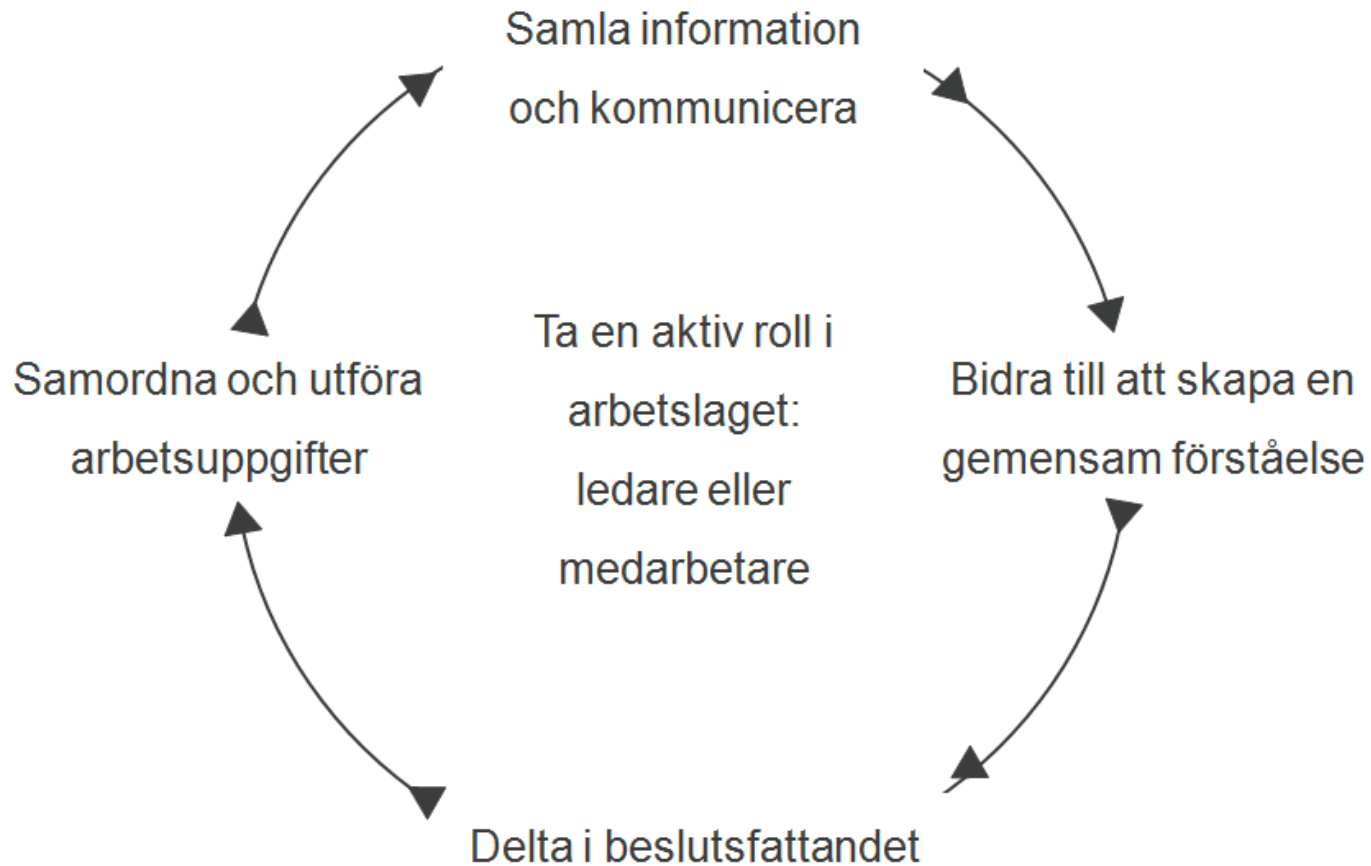 Samla information
och kommunicera
Ta en aktiv roll i
arbetslaget:
ledare eller
medarbetare
Samordna och utföra
arbetsuppgifter
Bidra till att skapa en
gemensam förståelse
Delta i beslutsfattandet